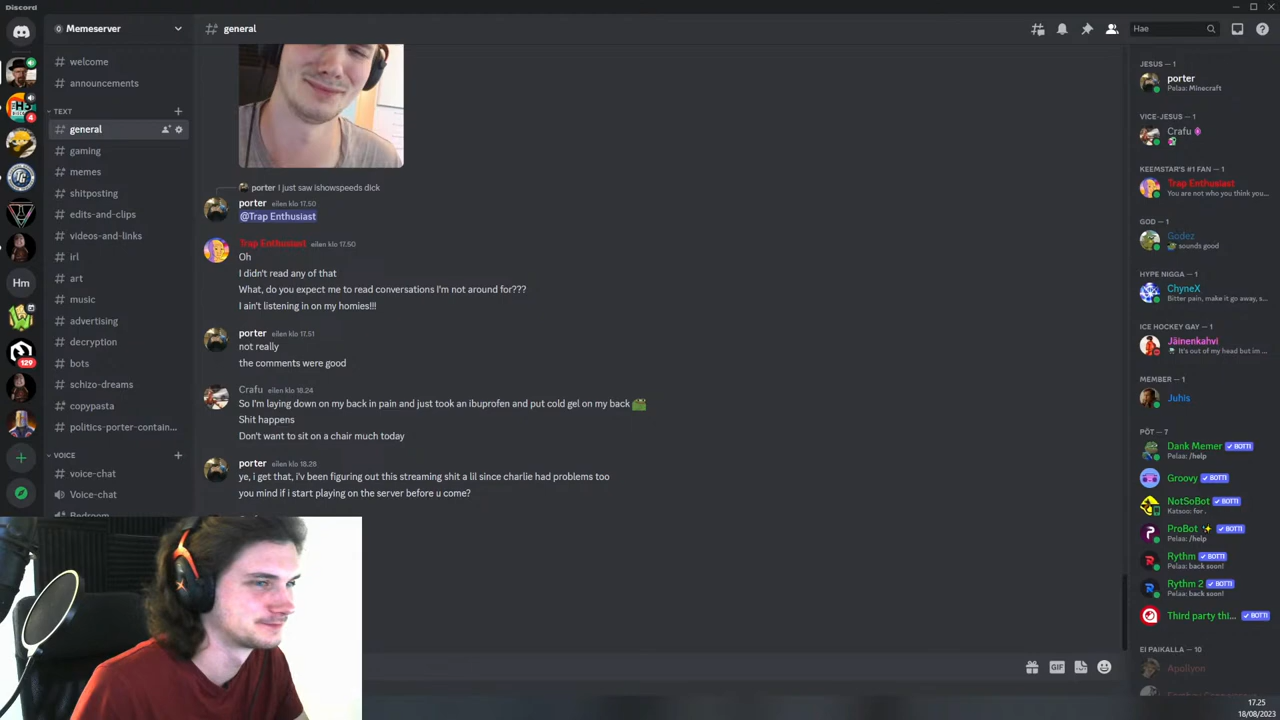 Discord
Memeserver
welcome
announcements
TEXT
general
gaming
memes
shitposting
edits-and-clips
videos-and-links
irl
art
music
advertising
decryption
bots
schizo-dreams
copypasta
politics-porter-contain...
VOICE
voice-chat
Voice-chat
Hm
4
129
general
Hae
porter I just saw ishowspeeds dick
porter eilen klo 17.50
@Trap Enthusiast
Trap Enthusiast eilen klo 17.50
Oh
I didn't read any of that
What, do you expect me to read conversations I'm not around for???
I ain't listening in on my homies!!!
porter eilen klo 17.51
not really
the comments were good
Crafu eilen klo 18.24
So I'm laying down on my back in pain and just took an ibuprofen and put cold gel on my back
Shit happens
Don't want to sit on a chair much today
porter eilen klo 18.28
ye, i get that, i'v been figuring out this streaming shit a lil since charlie had problems too
you mind if i start playing on the server before u come?
GIF
JESUS — 1
porter
Pelaa: Minecraft
VICE-JESUS — 1
Crafu
KEEMSTAR'S #1 FAN — 1
Trap Enthusiast
You are not who you think you...
GOD — 1
Godez
sounds good
HYPE NIGGA — 1
ChyneX
Bitter pain, make it go away, s...
ICE HOCKEY GAY — 1
Jäinenkahvi
It's out of my head but im ...
MEMBER — 1
Juhis
PÖT — 7
Dank Memer BOTTI
Pelaa: /help
Groovy BOTTI
NotSoBot BOTTI
Katsoo: for .
ProBot BOTTI
Pelaa: /help
Rythm BOTTI
Pelaa: back soon!
Rythm 2 BOTTI
Pelaa: back soon!
Third party thi... BOTTI
EI PAIKALLA — 10
Apollyon
17.25
18/08/2023